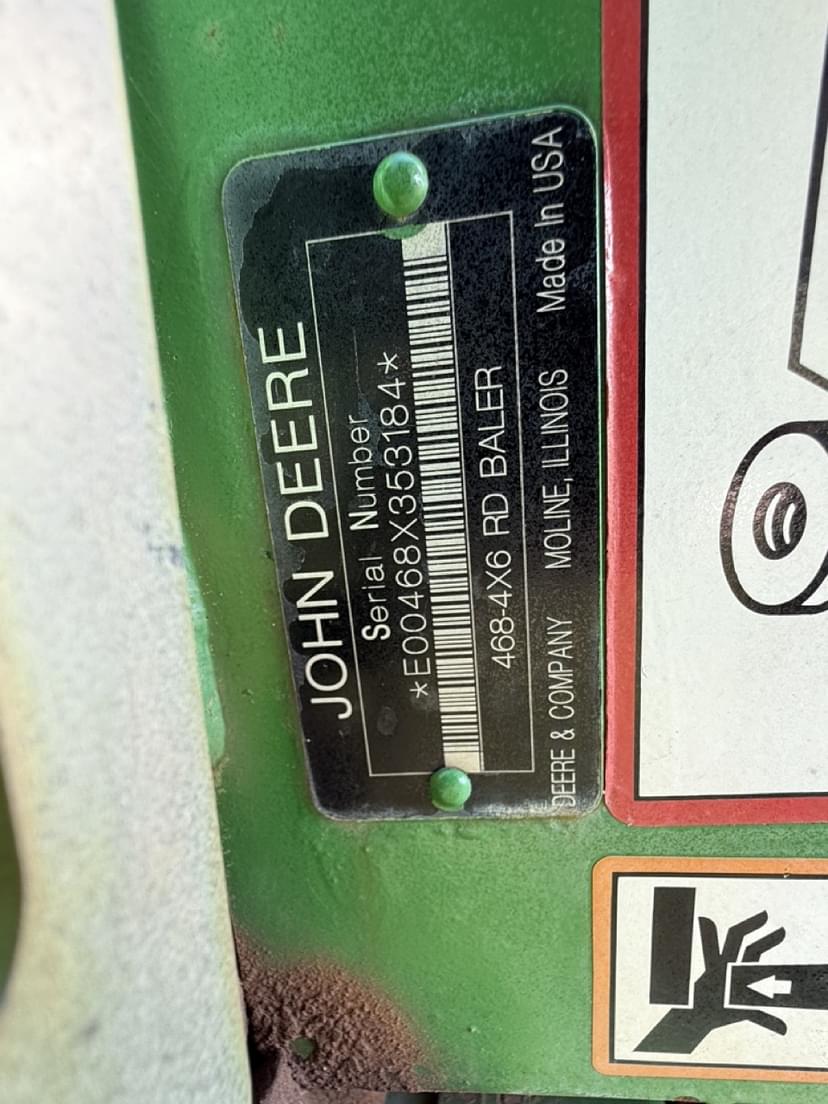 JOHN DEERE
Serial Number
*E00468X353184*
468-4X6 RD BALER
DEERE & COMPANY MOLINE, ILLINOIS Made In USA